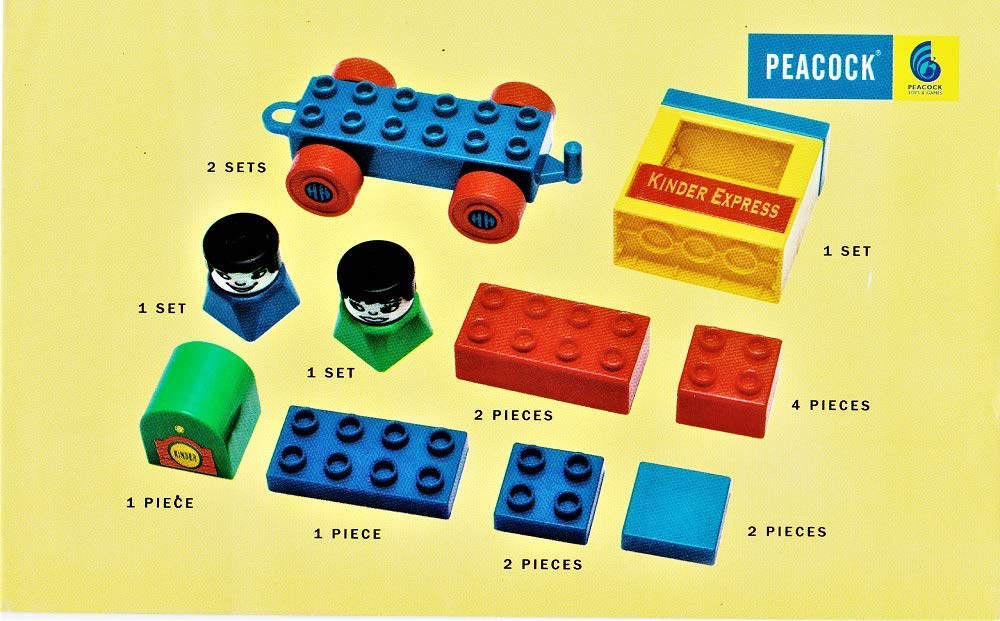 PEACOCK®
PEACOCK
TOYS & GAMES
2 SETS
KINDER EXPRESS
1 SET
1 SET
1 SET
2 PIECES
4 PIECES
KINDER
1 PIECE
1 PIECE
2 PIECES
2 PIECES